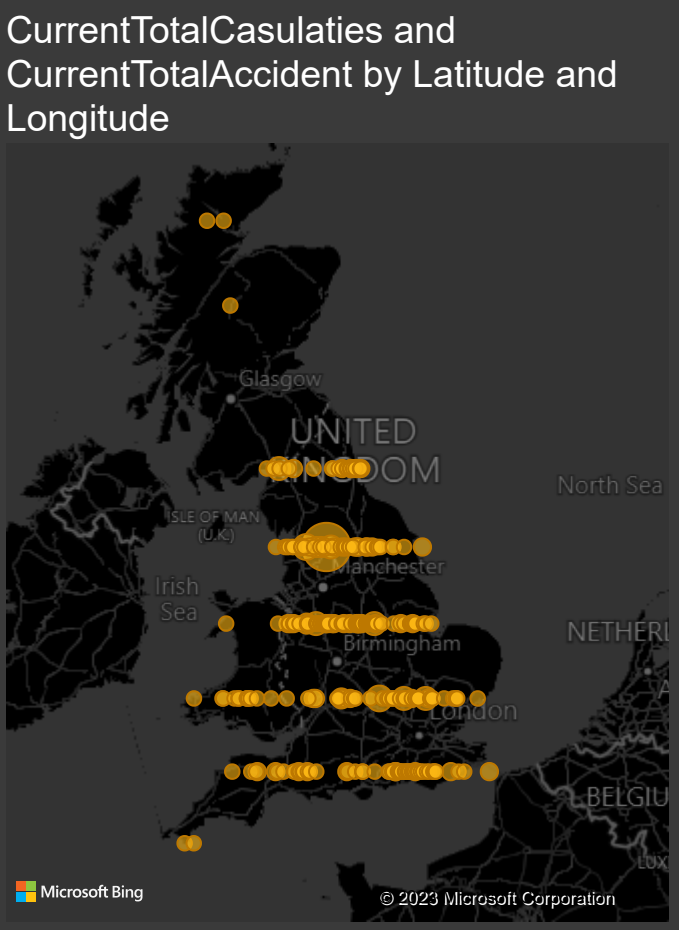 CurrentTotalCasulaties and
CurrentTotalAccident by Latitude and
Longitude
Glasgow
UNITED
KINGDOM
North Sea
ISLE OF MAN
(U.K.)
Manchester
Irish
Sea
NETHERL
Birmingham
A
London
BELGIU
LUX
Microsoft Bing
© 2023 Microsoft Corporation